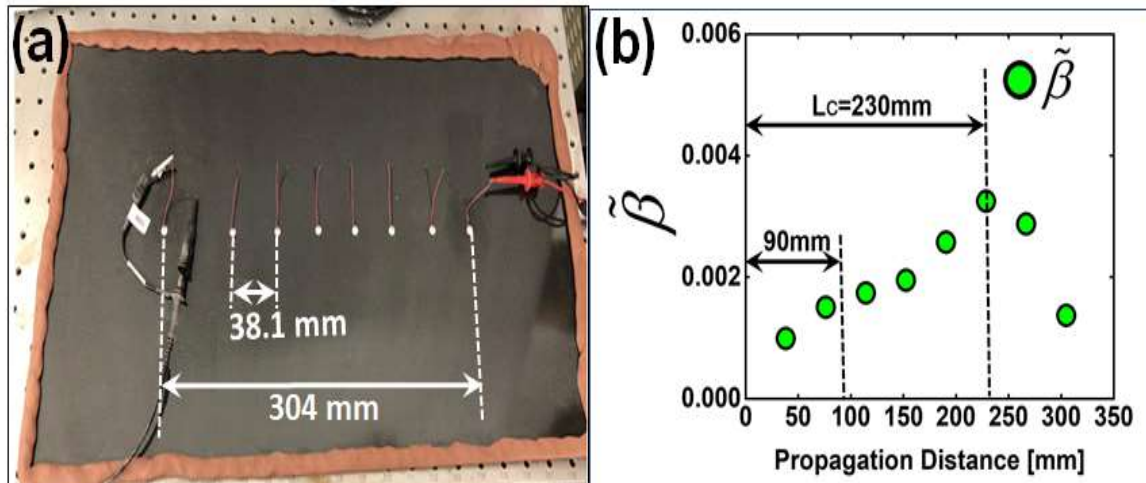 (a)
38.1 mm
304 mm
(b)
0.006
0.004
0.002
0.000
β̃
LC=230mm
90mm
β̃
0 50 100 150 200 250 300 350
Propagation Distance [mm]